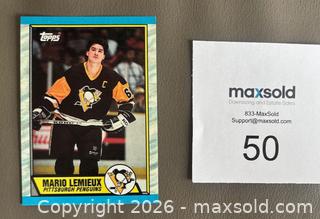 Topps
C
6
MARIO LEMIEUX
PITTSBURGH PENGUINS
maxsold
Downsizing and Estate Sales
833-MaxSold
Support@maxsold.com
50
Copyright 2026 - maxsold.com